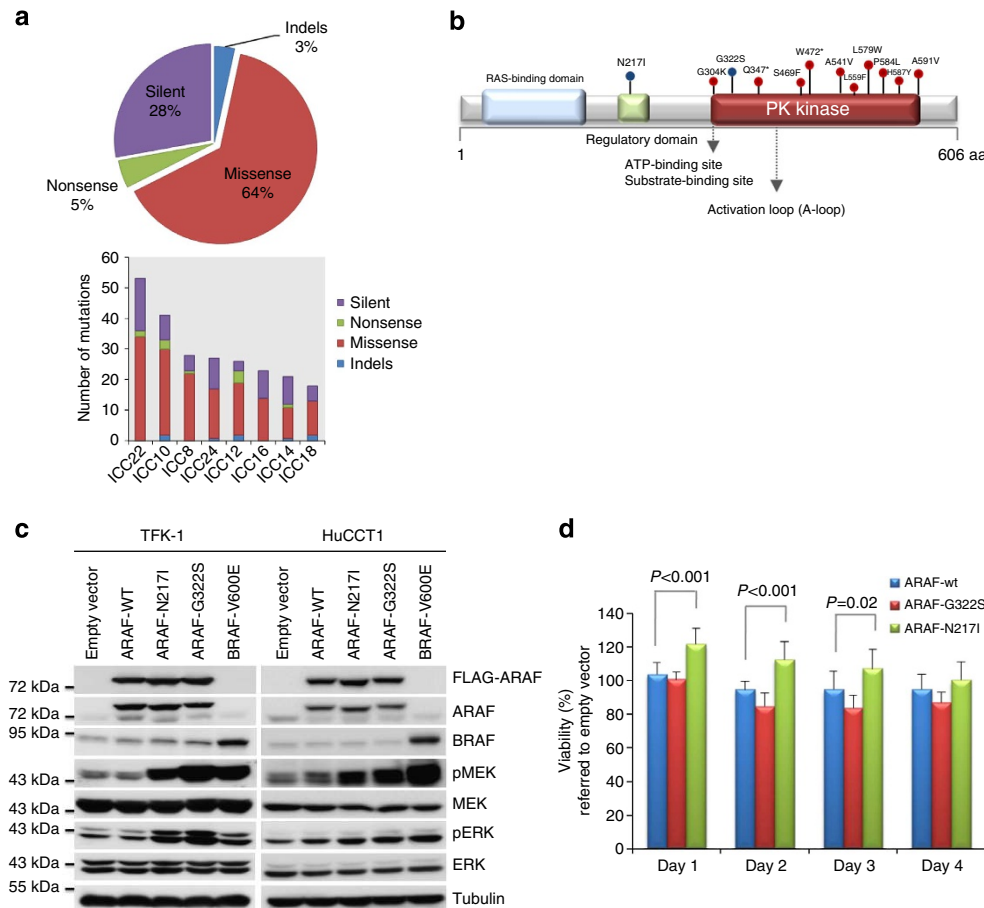 a
Indels
3%
Silent
28%
Missense
64%
Nonsense
5%
Number of mutations
60
50
40
30
20
10
0
ICC22
ICC10
ICC8
ICC24
ICC12
ICC16
ICC14
ICC18
Silent
Nonsense
Missense
Indels
b
RAS-binding domain
N217I
G304K
G322S
Q347*
S469F
W472*
A541V
L559F
L579W
P584L
H587Y
A591V
PK kinase
Regulatory domain
1
606 aa
ATP-binding site
Substrate-binding site
Activation loop (A-loop)
c
TFK-1
HuCCT1
Empty vector
ARAF-WT
ARAF-N217I
ARAF-G322S
BRAF-V600E
Empty vector
ARAF-WT
ARAF-N217I
ARAF-G322S
BRAF-V600E
72 kDa
FLAG-ARAF
72 kDa
ARAF
95 kDa
BRAF
43 kDa
pMEK
43 kDa
MEK
43 kDa
pERK
43 kDa
ERK
55 kDa
Tubulin
d
P<0.001
P<0.001
P=0.02
ARAF-wt
ARAF-G322S
ARAF-N217I
Viability (%)
referred to empty vector
140
120
100
80
60
40
20
0
Day 1
Day 2
Day 3
Day 4